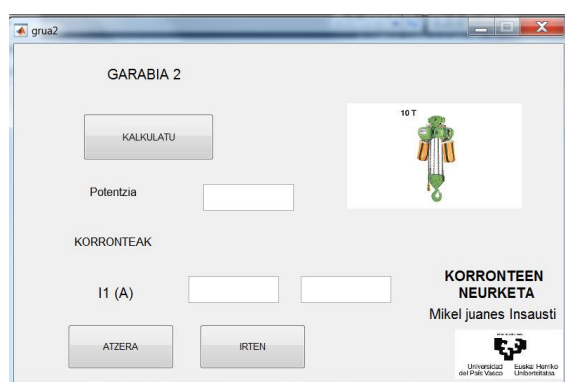 grua2
GARABIA 2
10 T
KALKULATU
Potentzia
KORRONTEAK
I1 (A)
KORRONTEEN
NEURKETA
Mikel juanes Insausti
ATZERA
IRTEN
Universidad
del País Vasco
Euskal Herriko
Unibertsitatea